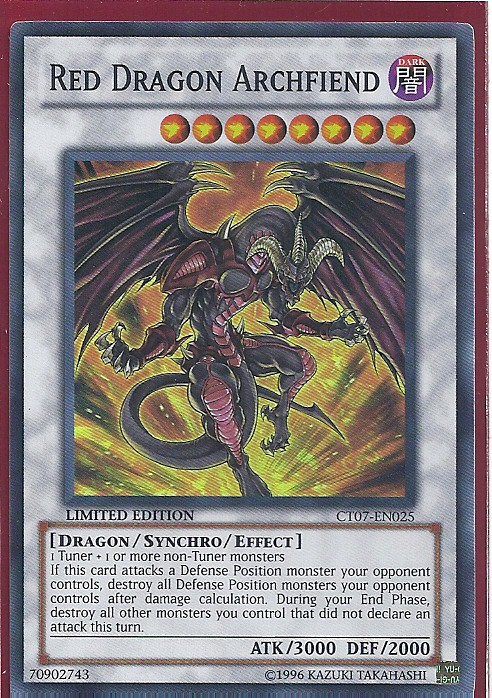 RED DRAGON ARCHFIEND
DARK
闇
LIMITED EDITION
CT07-EN025
[DRAGON/SYNCHRO/EFFECT]
1 Tuner + 1 or more non-Tuner monsters
If this card attacks a Defense Position monster your opponent
controls, destroy all Defense Position monsters your opponent
controls after damage calculation. During your End Phase,
destroy all other monsters you control that did not declare an
attack this turn.
ATK/3000 DEF/2000
70902743
©1996 KAZUKI TAKAHASHI